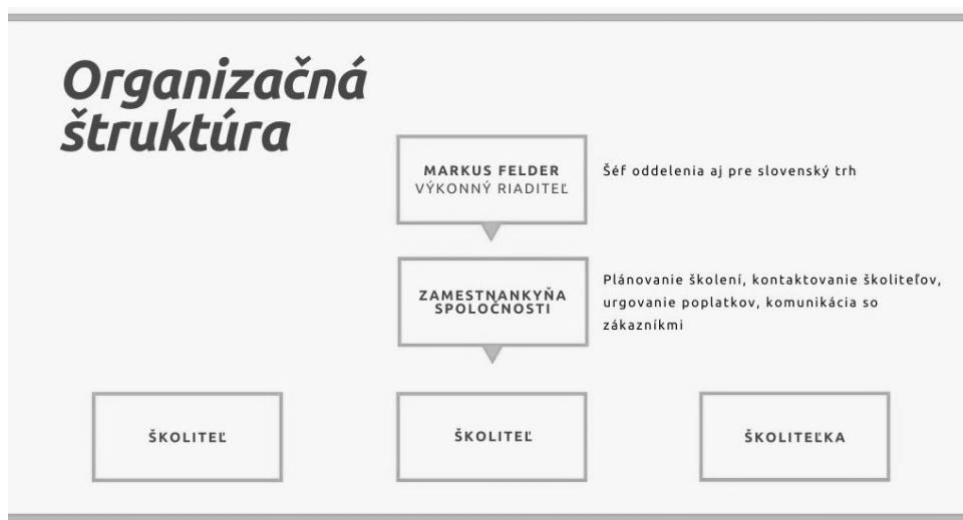 Organizačná
štruktúra
MARKUS FELDER
VÝKONNÝ RIADITEĽ
Šéf oddelenia aj pre slovenský trh
ZAMESTNANKYŇA
SPOLOČNOSTI
Plánovanie školení, kontaktovanie školiteľov,
urgovanie poplatkov, komunikácia so
zákazníkmi
ŠKOLITEĽ
ŠKOLITEĽ
ŠKOLITEĽKA